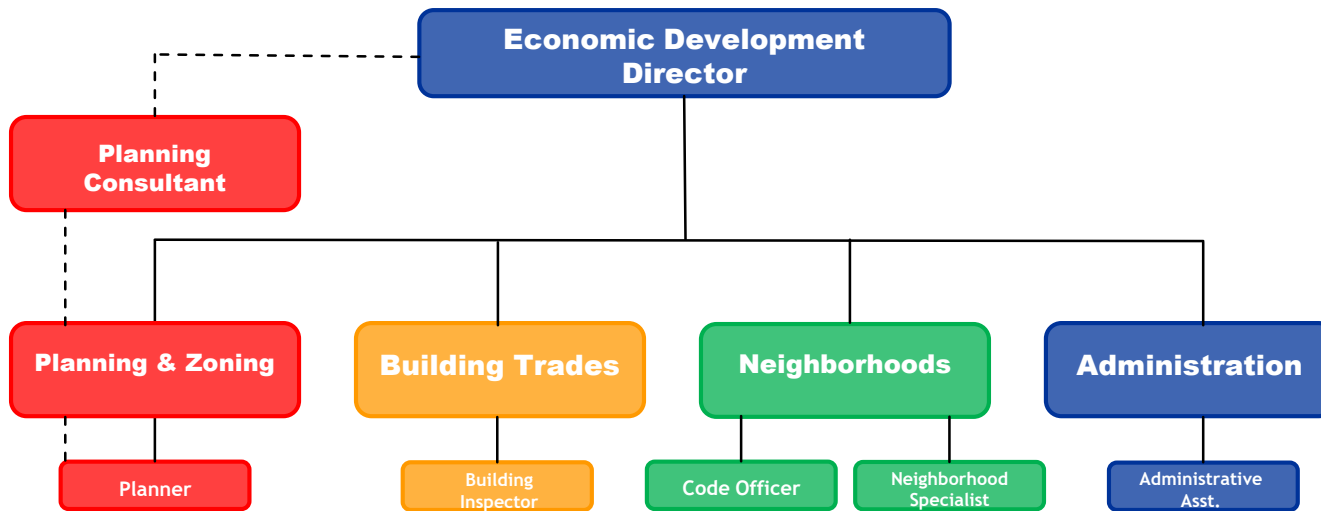 Economic Development
Director
Planning
Consultant
Planning & Zoning
Building Trades
Neighborhoods
Administration
Planner
Building
Inspector
Code Officer
Neighborhood
Specialist
Administrative
Asst.